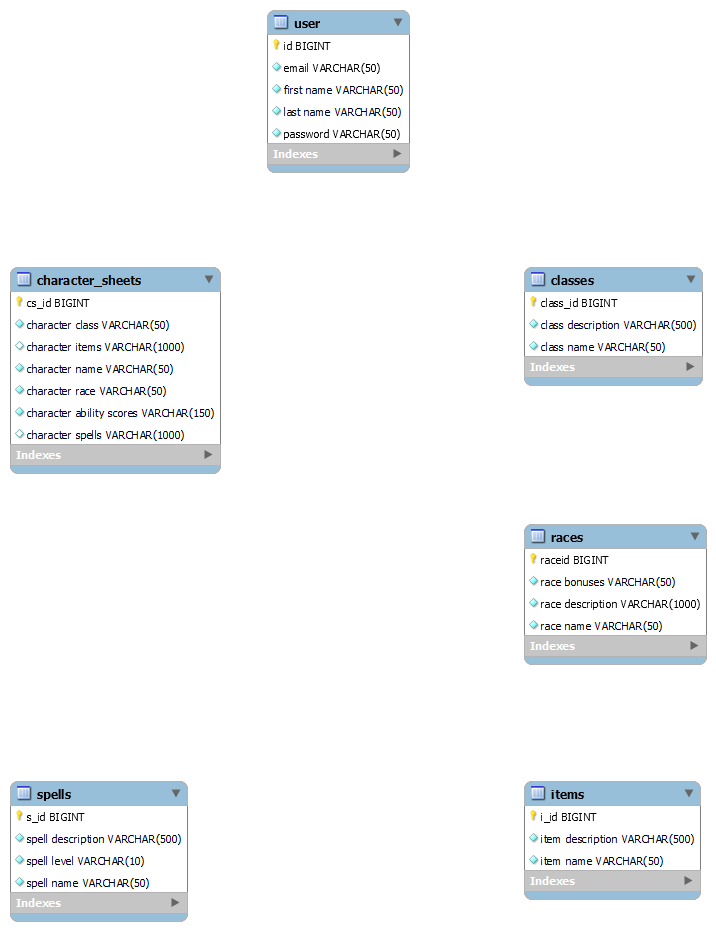 user
id BIGINT
email VARCHAR(50)
first name VARCHAR(50)
last name VARCHAR(50)
password VARCHAR(50)
Indexes
character_sheets
cs_id BIGINT
character class VARCHAR(50)
character items VARCHAR(1000)
character name VARCHAR(50)
character race VARCHAR(50)
character ability scores VARCHAR(150)
character spells VARCHAR(1000)
Indexes
classes
class_id BIGINT
class description VARCHAR(500)
class name VARCHAR(50)
Indexes
races
raceid BIGINT
race bonuses VARCHAR(50)
race description VARCHAR(1000)
race name VARCHAR(50)
Indexes
spells
s_id BIGINT
spell description VARCHAR(500)
spell level VARCHAR(10)
spell name VARCHAR(50)
Indexes
items
i_id BIGINT
item description VARCHAR(500)
item name VARCHAR(50)
Indexes